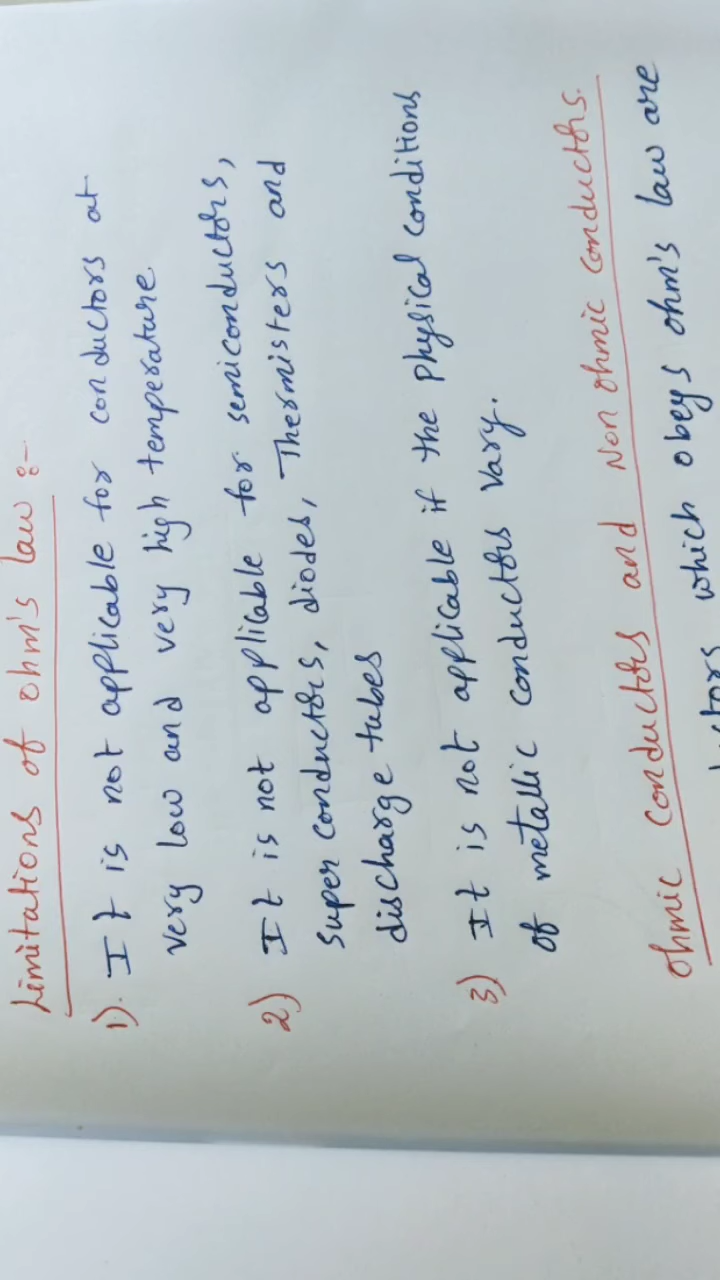 Limitations of ohm's law :-
1). It is not applicable for conductors at
very low and very high temperature
2) It is not applicable for semiconductors,
Super conductors, diodes, Thermisters and
discharge tubes
3) It is not applicable if the physical conditions
of metallic conductors vary.
Ohmic conductors and Non ohmic conductors.
which obeys ohm's law are